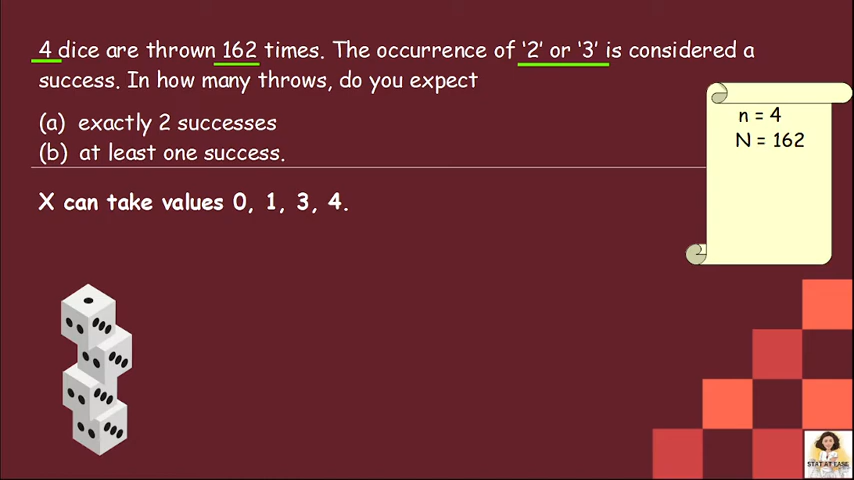 4 dice are thrown 162 times. The occurrence of ‘2’ or ‘3’ is considered a
success. In how many throws, do you expect
(a) exactly 2 successes
(b) at least one success.
n = 4
N = 162
X can take values 0, 1, 3, 4.
STAT AT EASE